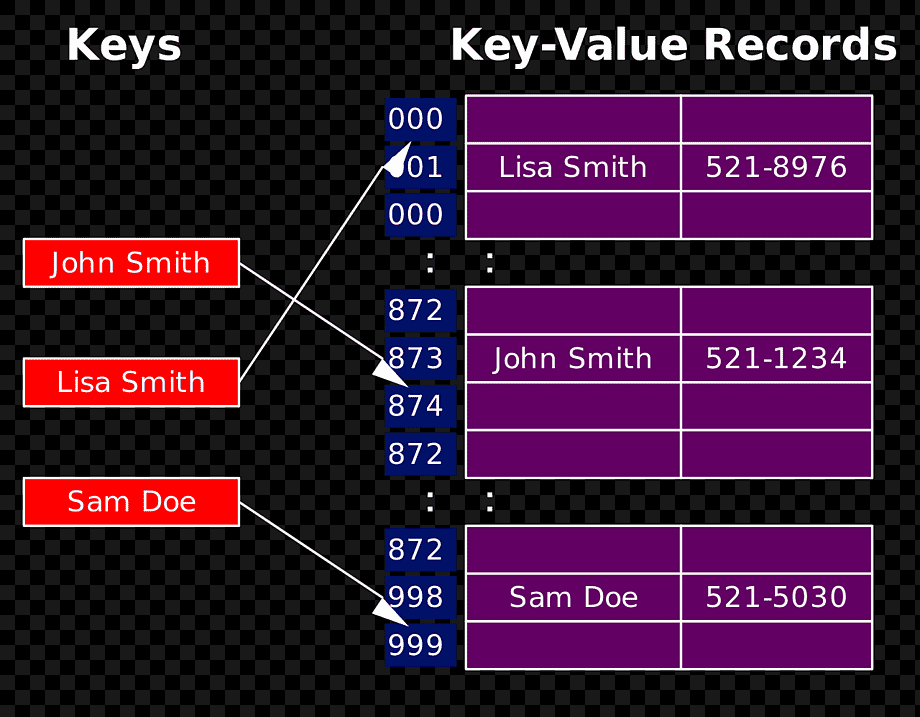 Keys
Key-Value Records
000
001 Lisa Smith 521-8976
000
John Smith
: :
872
873 John Smith 521-1234
Lisa Smith
874
872
Sam Doe
: :
872
998 Sam Doe 521-5030
999